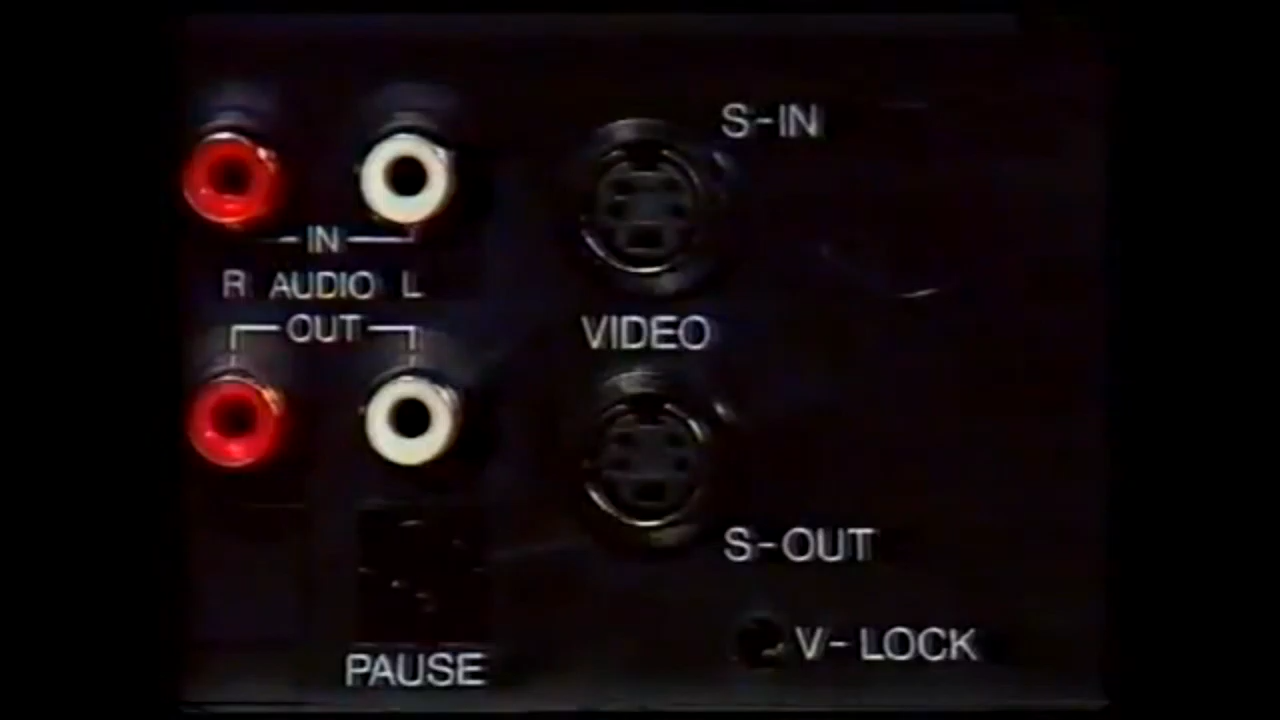 S-IN
IN
R AUDIO L
OUT
VIDEO
S-OUT
V-LOCK
PAUSE